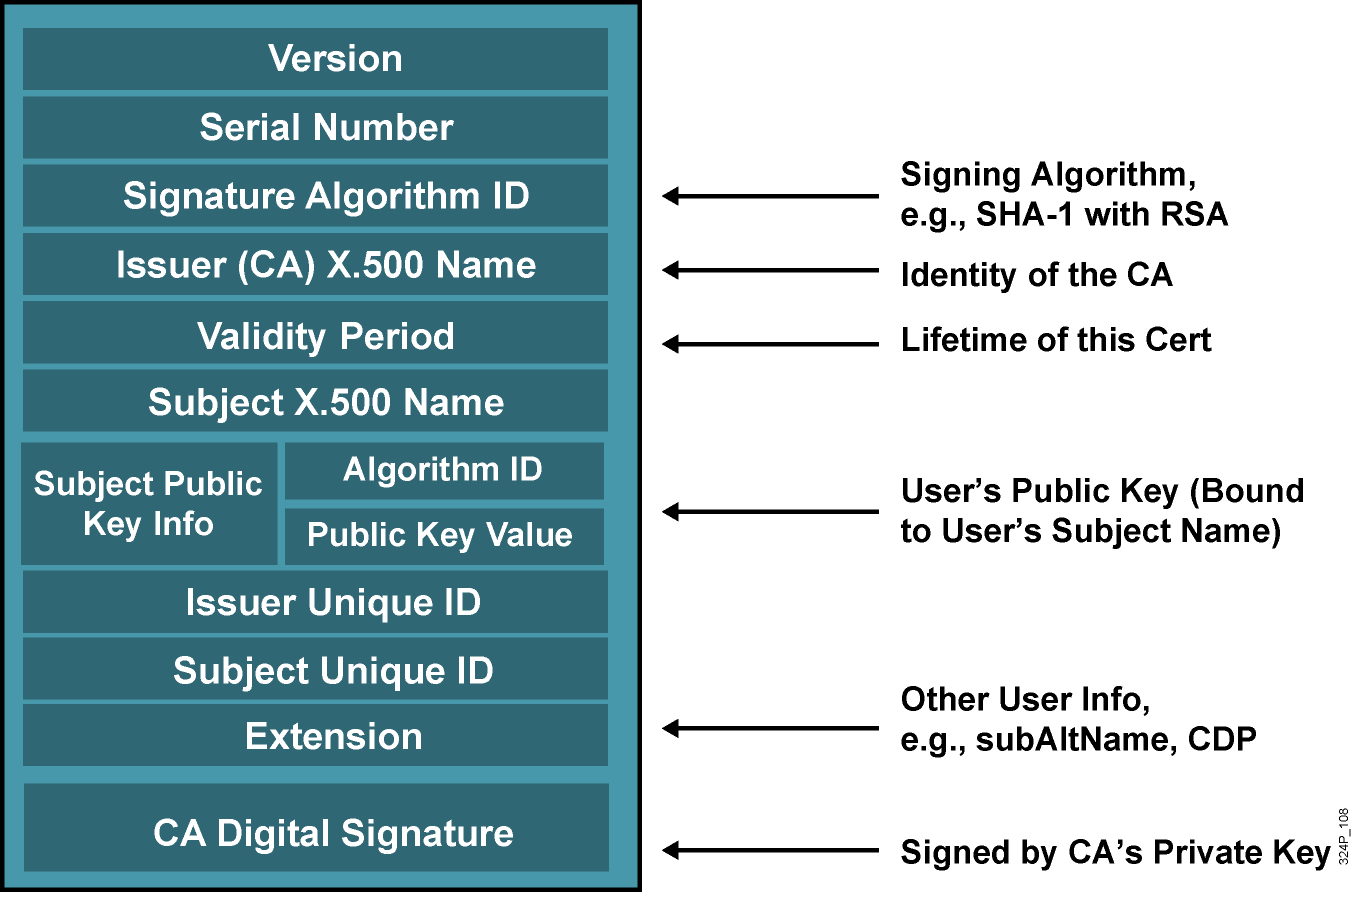 Version
Serial Number
Signature Algorithm ID
Signing Algorithm,
e.g., SHA-1 with RSA
Issuer (CA) X.500 Name
Identity of the CA
Validity Period
Lifetime of this Cert
Subject X.500 Name
Subject Public
Key Info
Algorithm ID
Public Key Value
User’s Public Key (Bound
to User’s Subject Name)
Issuer Unique ID
Subject Unique ID
Extension
Other User Info,
e.g., subAltName, CDP
CA Digital Signature
Signed by CA’s Private Key
324P_108